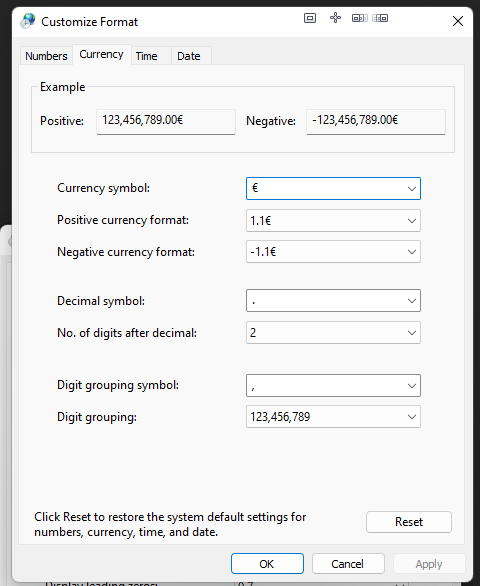 Customize Format
Numbers Currency Time Date
Example
Positive: 123,456,789.00€ Negative: -123,456,789.00€
Currency symbol: €
Positive currency format: 1.1€
Negative currency format: -1.1€
Decimal symbol: .
No. of digits after decimal: 2
Digit grouping symbol: ,
Digit grouping: 123,456,789
Click Reset to restore the system default settings for
numbers, currency, time, and date.
Reset
OK Cancel Apply